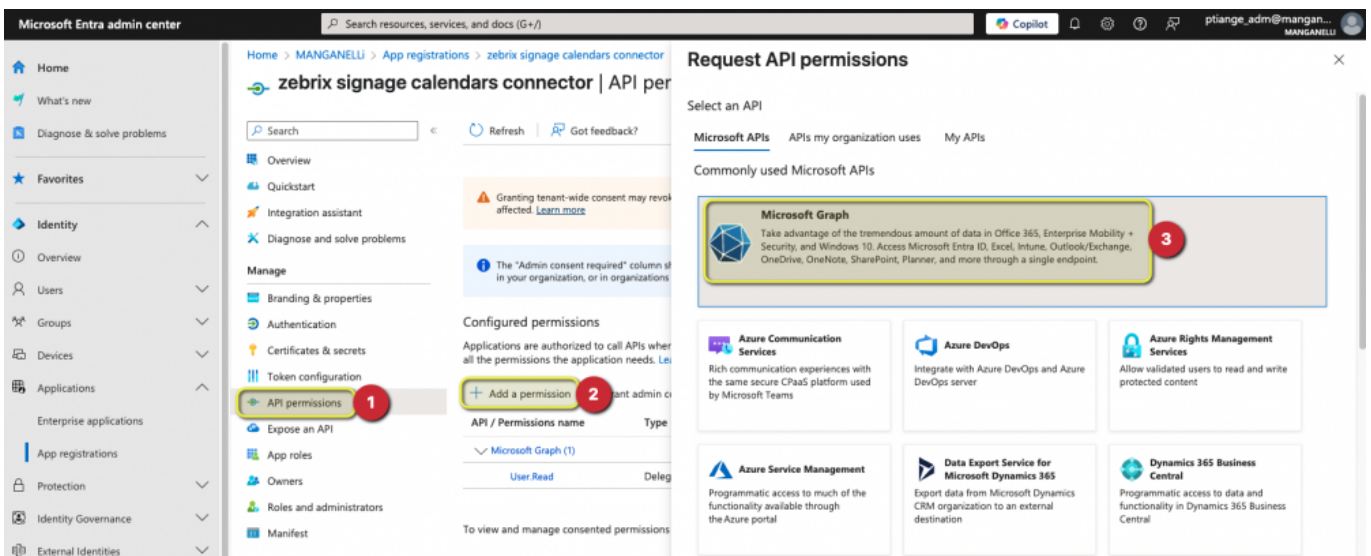 Microsoft Entra admin center
Search resources, services, and docs (G+/)
Copilot
ptiange_adm@mangan...
MANGANELLI
Home
What's new
Diagnose & solve problems
Favorites
Identity
Overview
Users
Groups
Devices
Applications
Enterprise applications
App registrations
Protection
Identity Governance
External Identities
Home > MANGANELLi > App registrations > zebrix signage calendars connector
zebrix signage calendars connector | API per
Search
Overview
Quickstart
Integration assistant
Diagnose and solve problems
Manage
Branding & properties
Authentication
Certificates & secrets
Token configuration
API permissions
1
Expose an API
App roles
Owners
Roles and administrators
Manifest
Refresh
Got feedback?
Granting tenant-wide consent may revok
affected. Learn more
The "Admin consent required" column sh
in your organization, or in organizations
Configured permissions
Applications are authorized to call APIs wher
all the permissions the application needs. Lea
+ Add a permission
2
ant admin co
API / Permissions name Type
Microsoft Graph (1)
User.Read Deleg
To view and manage consented permissions
Request API permissions
Select an API
Microsoft APIs APIs my organization uses My APIs
Commonly used Microsoft APIs
Microsoft Graph
Take advantage of the tremendous amount of data in Office 365, Enterprise Mobility +
Security, and Windows 10. Access Microsoft Entra ID, Excel, Intune, Outlook/Exchange,
OneDrive, OneNote, SharePoint, Planner, and more through a single endpoint.
3
Azure Communication
Services
Rich communication experiences with
the same secure CPaaS platform used
by Microsoft Teams
Azure DevOps
Integrate with Azure DevOps and Azure
DevOps server
Azure Rights Management
Services
Allow validated users to read and write
protected content
Azure Service Management
Programmatic access to much of the
functionality available through
the Azure portal
Data Export Service for
Microsoft Dynamics 365
Export data from Microsoft Dynamics
CRM organization to an external
destination
Dynamics 365 Business
Central
Programmatic access to data and
functionality in Dynamics 365 Business
Central